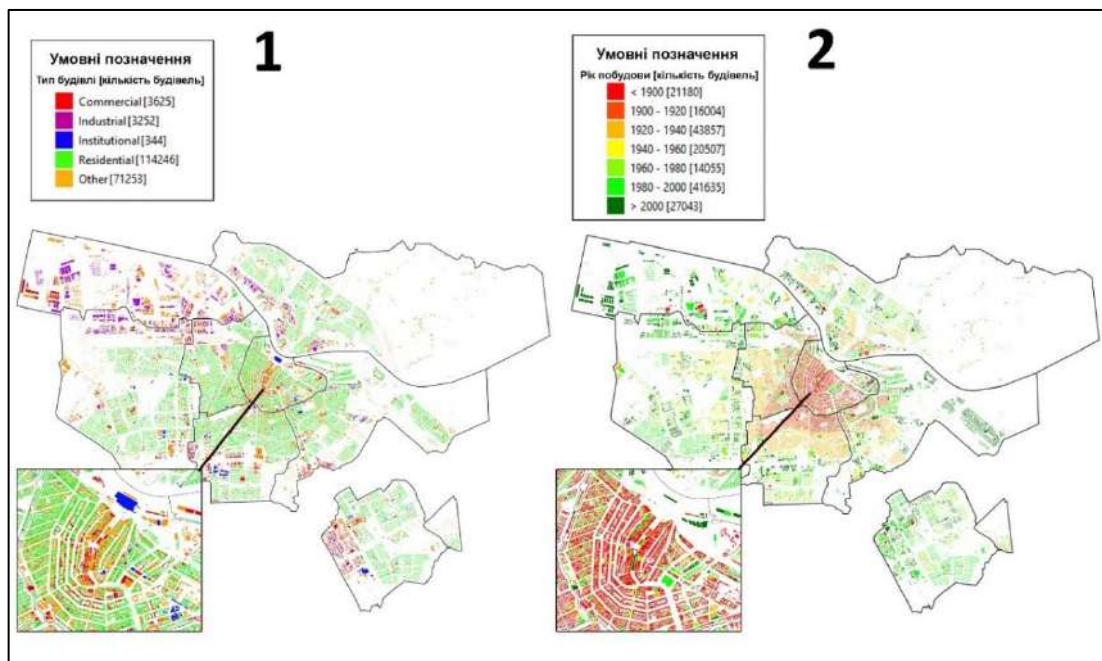 1
Умовні позначення
Тип будівлі [кількість будівель]
Commercial [3625]
Industrial [3252]
Institutional [344]
Residential [114246]
Other [71253]
2
Умовні позначення
Рік побудови [кількість будівель]
< 1900 [21180]
1900 - 1920 [16004]
1920 - 1940 [43857]
1940 - 1960 [20507]
1960 - 1980 [14055]
1980 - 2000 [41635]
> 2000 [27043]